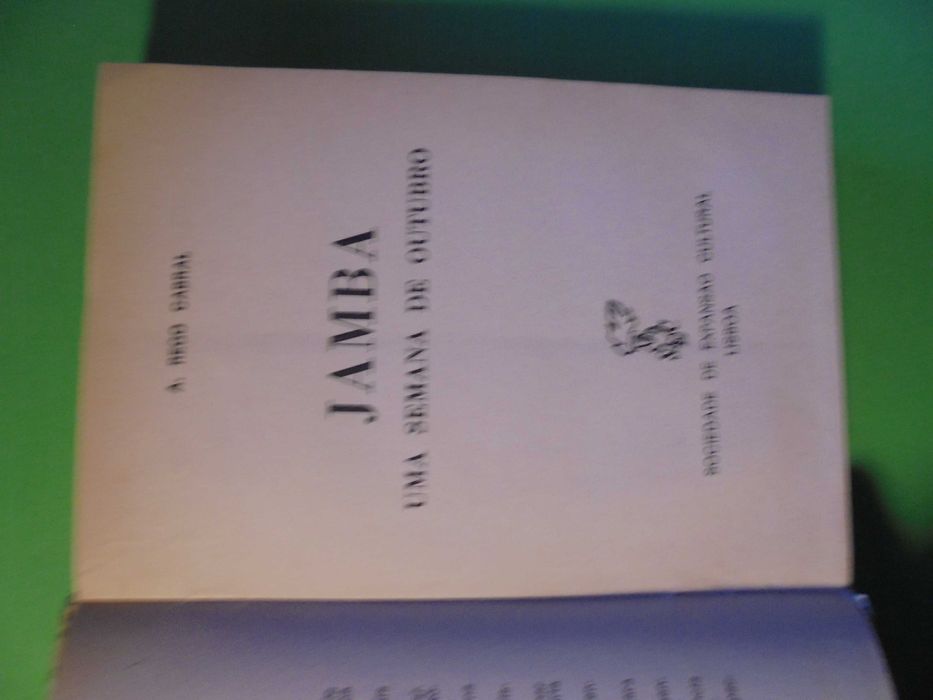 A. REGO CABRAL
JAMBA
UMA SEMANA DE OUTUBRO
SOCIEDADE DE EXPANSÃO CULTURAL
LISBOA